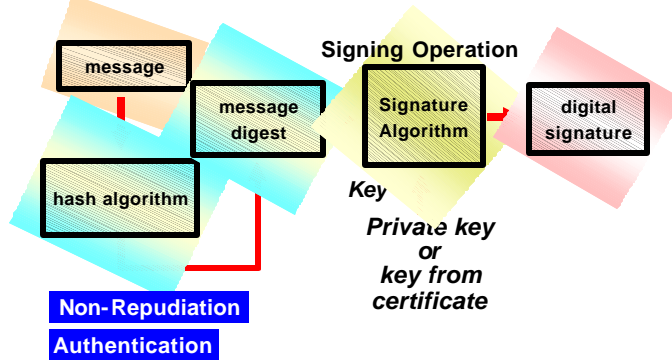 Signing Operation
message
message
digest
Signature
Algorithm
digital
signature
hash algorithm
Key
Private key
or
key from
certificate
Non-Repudiation
Authentication